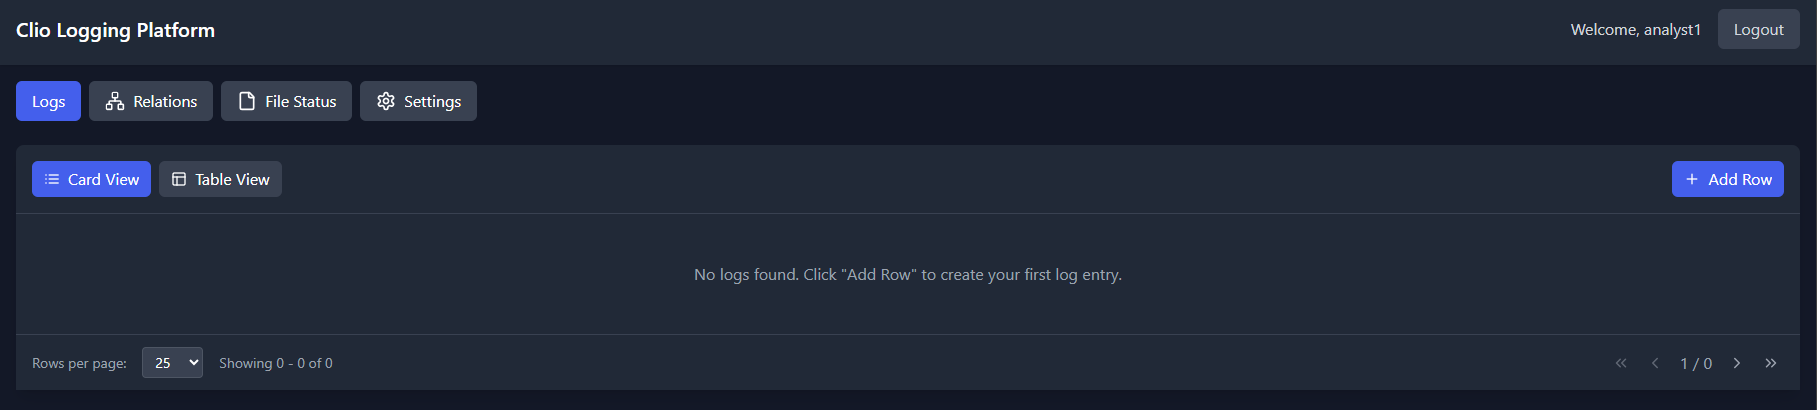 Clio Logging Platform
Welcome, analyst1
Logout
Logs
Relations
File Status
Settings
Card View
Table View
Add Row
No logs found. Click "Add Row" to create your first log entry.
Rows per page:
25
Showing 0 - 0 of 0
1 / 0